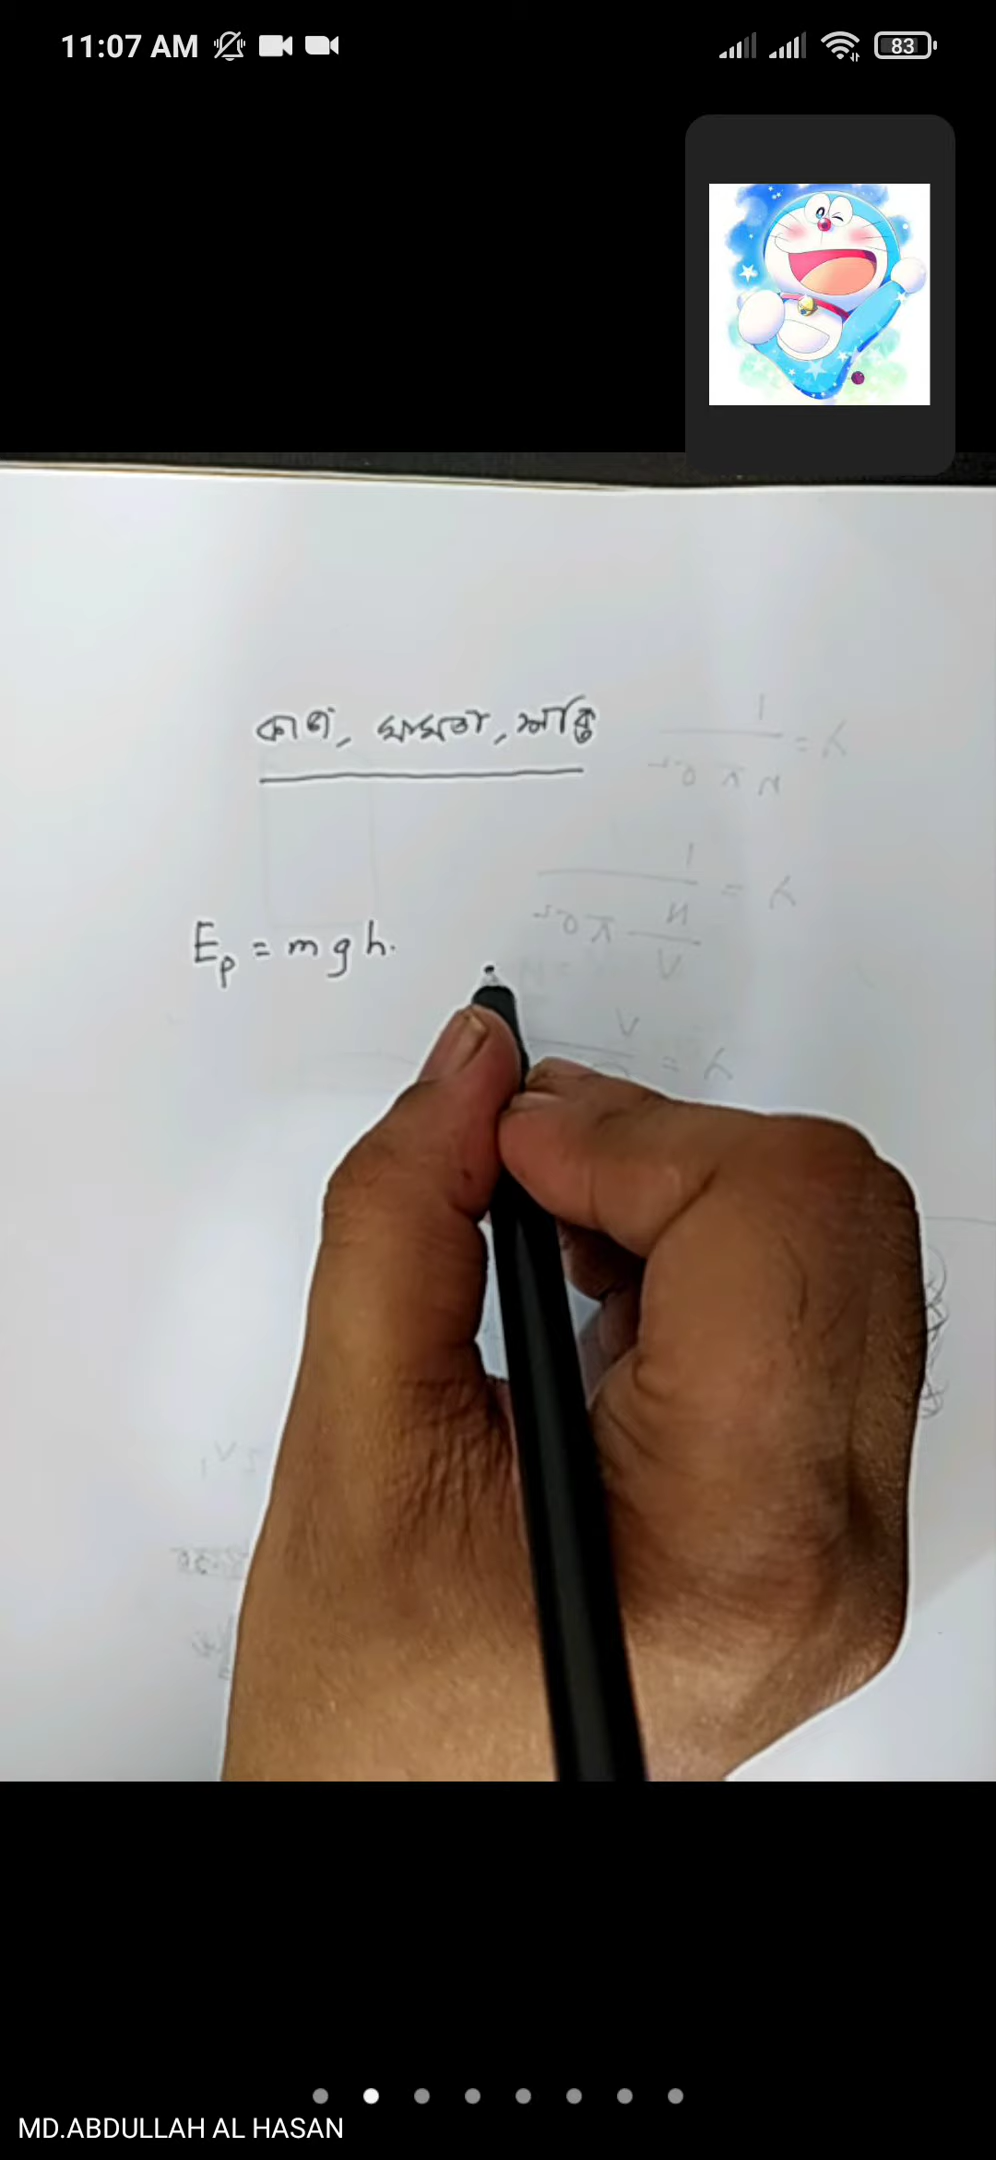 11:07 AM
83
কাজ, ক্ষমতা, শক্তি
Ep = mgh.
MD.ABDULLAH AL HASAN